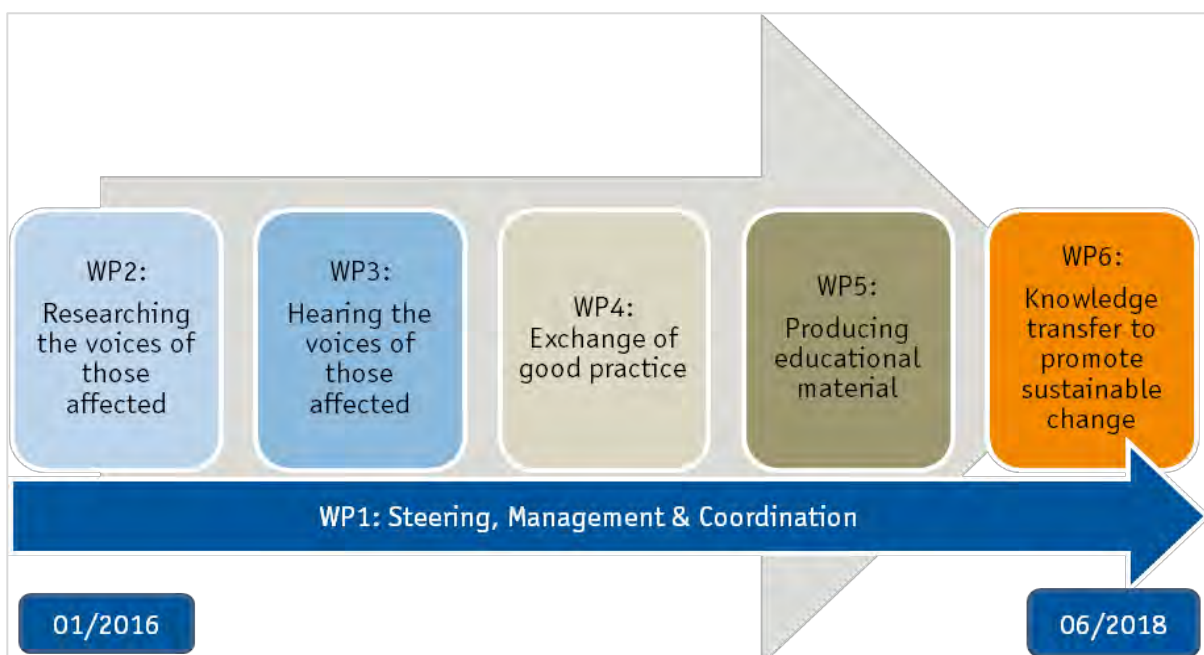 WP2:
Researching
the voices of
those
affected
WP3:
Hearing the
voices of
those
affected
WP4:
Exchange of
good practice
WP5:
Producing
educational
material
WP6:
Knowledge
transfer to
promote
sustainable
change
WP1: Steering, Management & Coordination
01/2016
06/2018